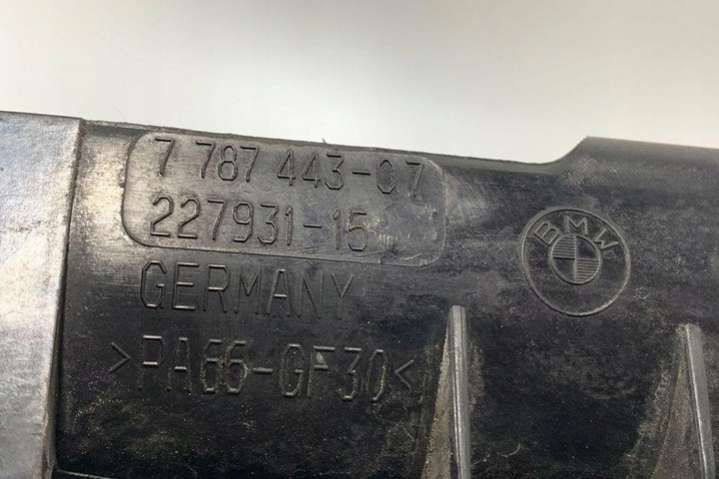 7 787 443-07
227931-15
BMW
GERMANY
>PA66-GF30<